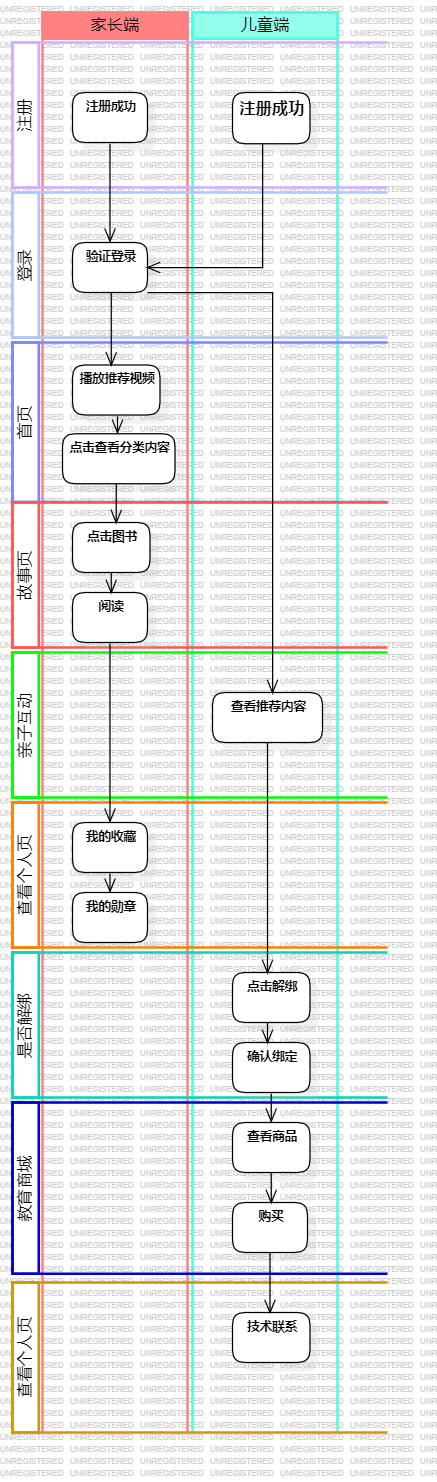 家长端
儿童端
注册
注册成功
注册成功
登录
验证登录
首页
播放推荐视频
点击查看分类内容
故事页
点击图书
阅读
亲子互动
查看推荐内容
查看个人页
我的收藏
我的勋章
是否解绑
点击解绑
确认绑定
教育商城
查看商品
购买
查看个人页
技术联系
UNREGISTERED